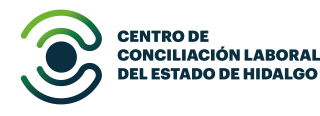 CENTRO DE
CONCILIACIÓN LABORAL
DEL ESTADO DE HIDALGO